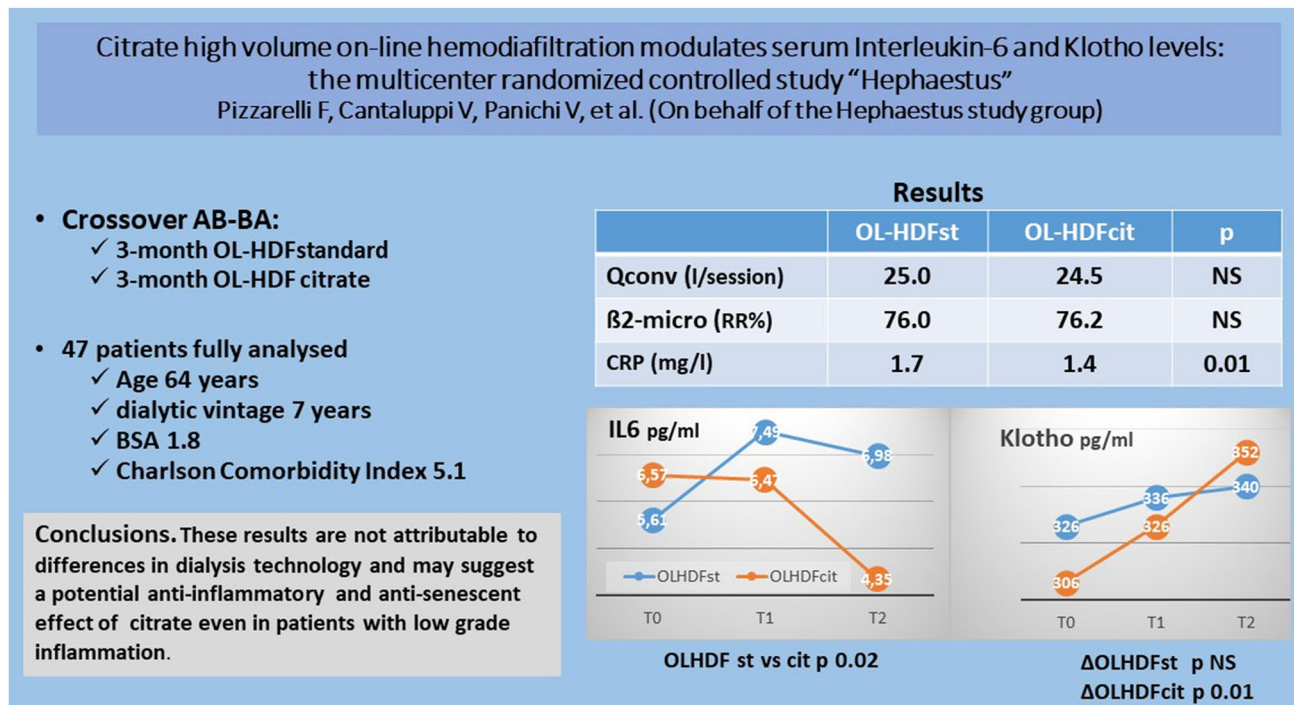 Citrate high volume on-line hemodiafiltration modulates serum Interleukin-6 and Klotho levels:
the multicenter randomized controlled study “Hephaestus”
Pizzarelli F, Cantaluppi V, Panichi V, et al. (On behalf of the Hephaestus study group)
• Crossover AB-BA:
✓ 3-month OL-HDFstandard
✓ 3-month OL-HDF citrate
• 47 patients fully analysed
✓ Age 64 years
✓ dialytic vintage 7 years
✓ BSA 1.8
✓ Charlson Comorbidity Index 5.1
Conclusions. These results are not attributable to
differences in dialysis technology and may suggest
a potential anti-inflammatory and anti-senescent
effect of citrate even in patients with low grade
inflammation.
Results
OL-HDFst OL-HDFcit p
Qconv (l/session) 25.0 24.5 NS
ß2-micro (RR%) 76.0 76.2 NS
CRP (mg/l) 1.7 1.4 0.01
IL6 pg/ml
7,49
6,98
6,57
6,47
5,61
4,35
OLHDFst OLHDFcit
T0 T1 T2
OLHDF st vs cit p 0.02
Klotho pg/ml
352
336
340
326
326
306
T0 T1 T2
ΔOLHDFst p NS
ΔOLHDFcit p 0.01